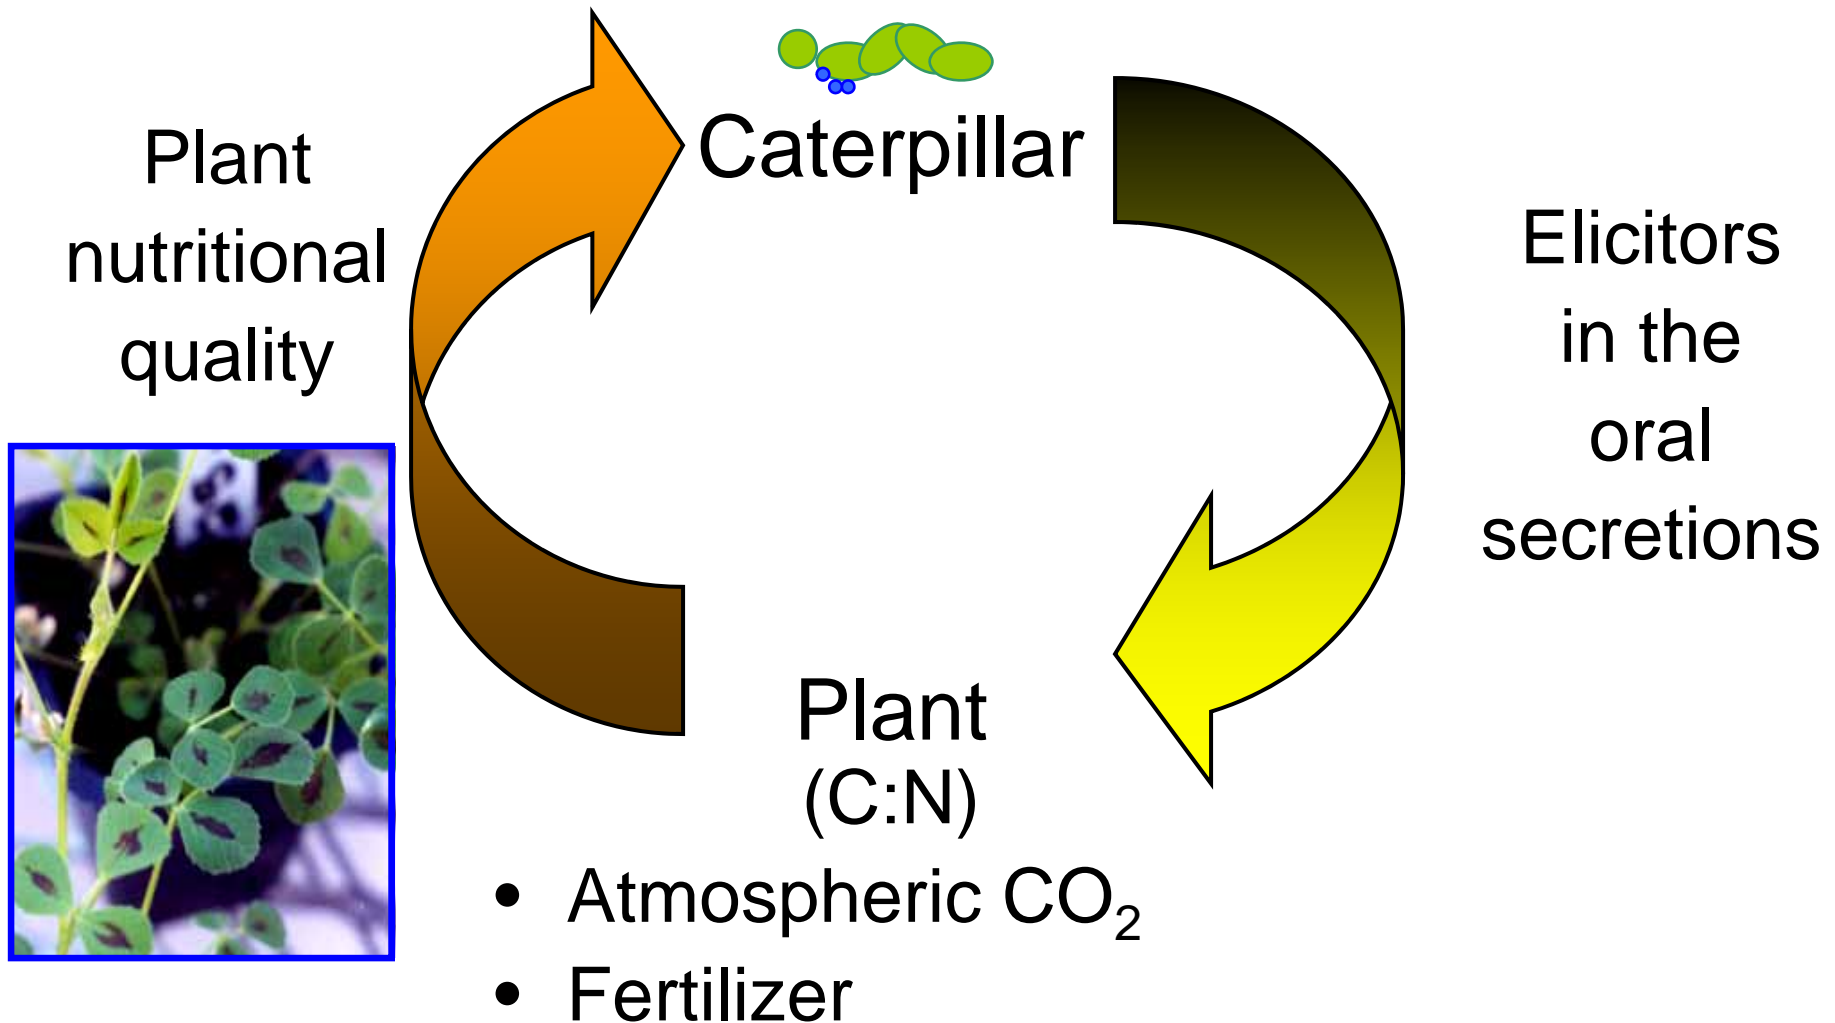 Caterpillar
Plant
nutritional
quality
Elicitors
in the
oral
secretions
Plant
(C:N)
• Atmospheric CO₂
• Fertilizer